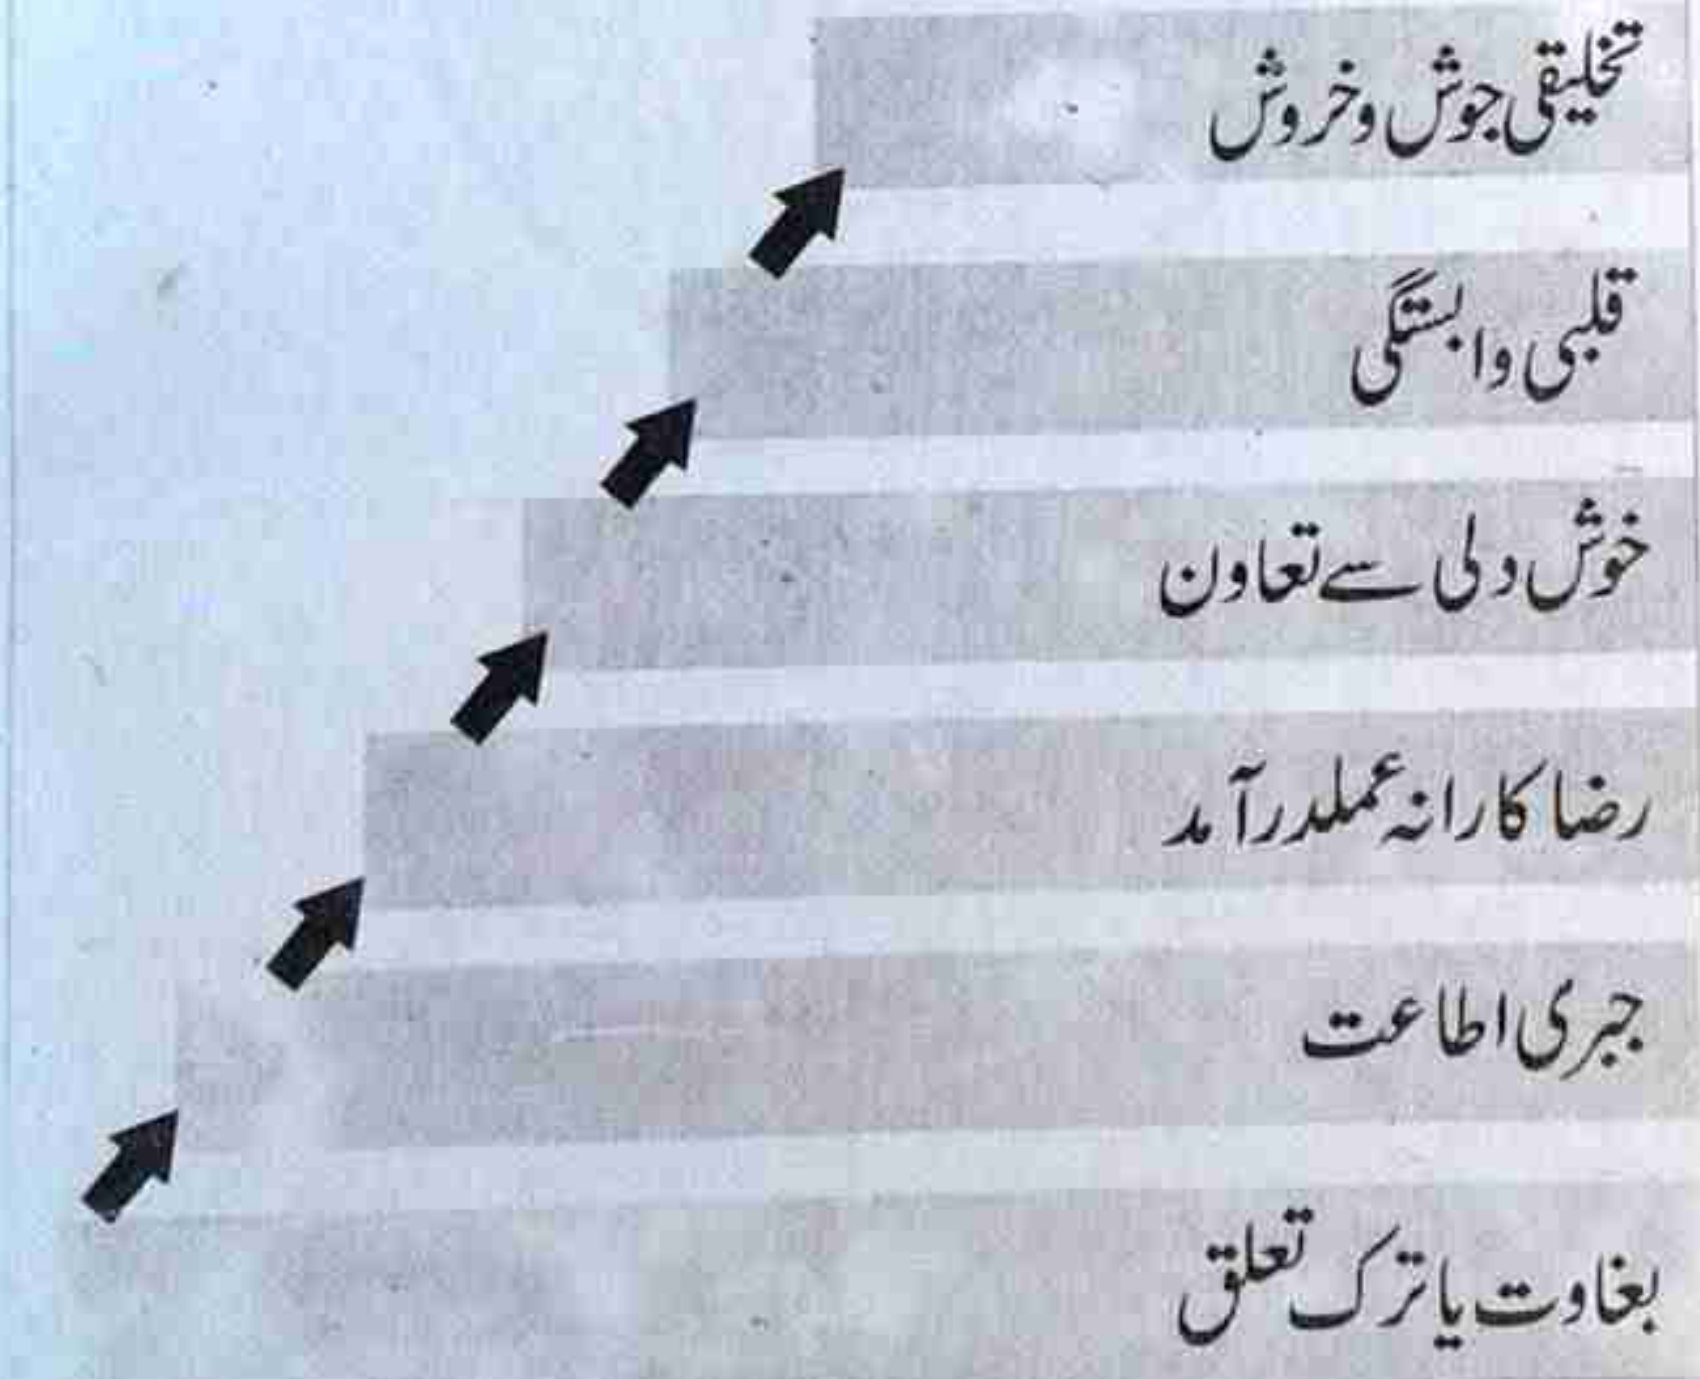 تخلیقی جوش و خروش
قلبی وابستگی
خوش دلی سے تعاون
رضا کارانہ عملدرآمد
جبری اطاعت
بغاوت یا ترک تعلق